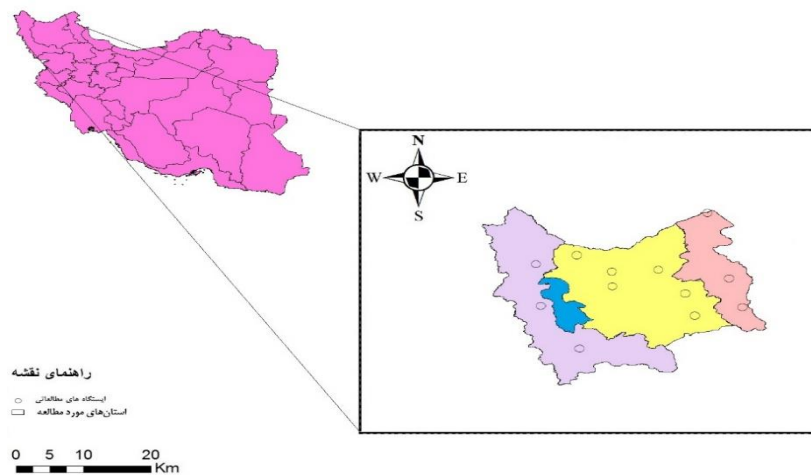 N
W E
S
راهنمای نقشه
ایستگاه های مطالعاتی
استان‌های مورد مطالعه
0 5 10 20
Km